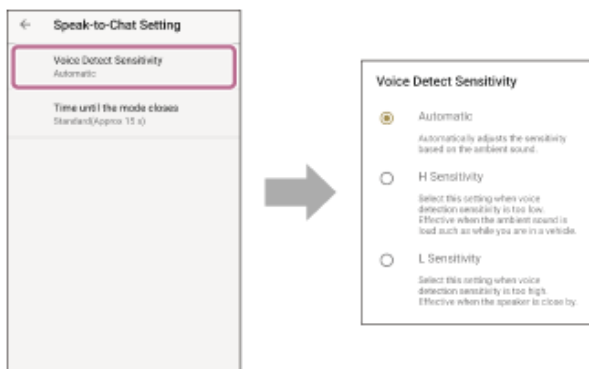 Speak-to-Chat Setting
Voice Detect Sensitivity
Automatic
Time until the mode closes
Standard(Approx 15 s)
Voice Detect Sensitivity
Automatic
Automatically adjusts the sensitivity
based on the ambient sound.
H Sensitivity
Select this setting when voice
detection sensitivity is too low.
Effective when the ambient sound is
loud such as while you are in a vehicle.
L Sensitivity
Select this setting when voice
detection sensitivity is too high.
Effective when the speaker is close by.